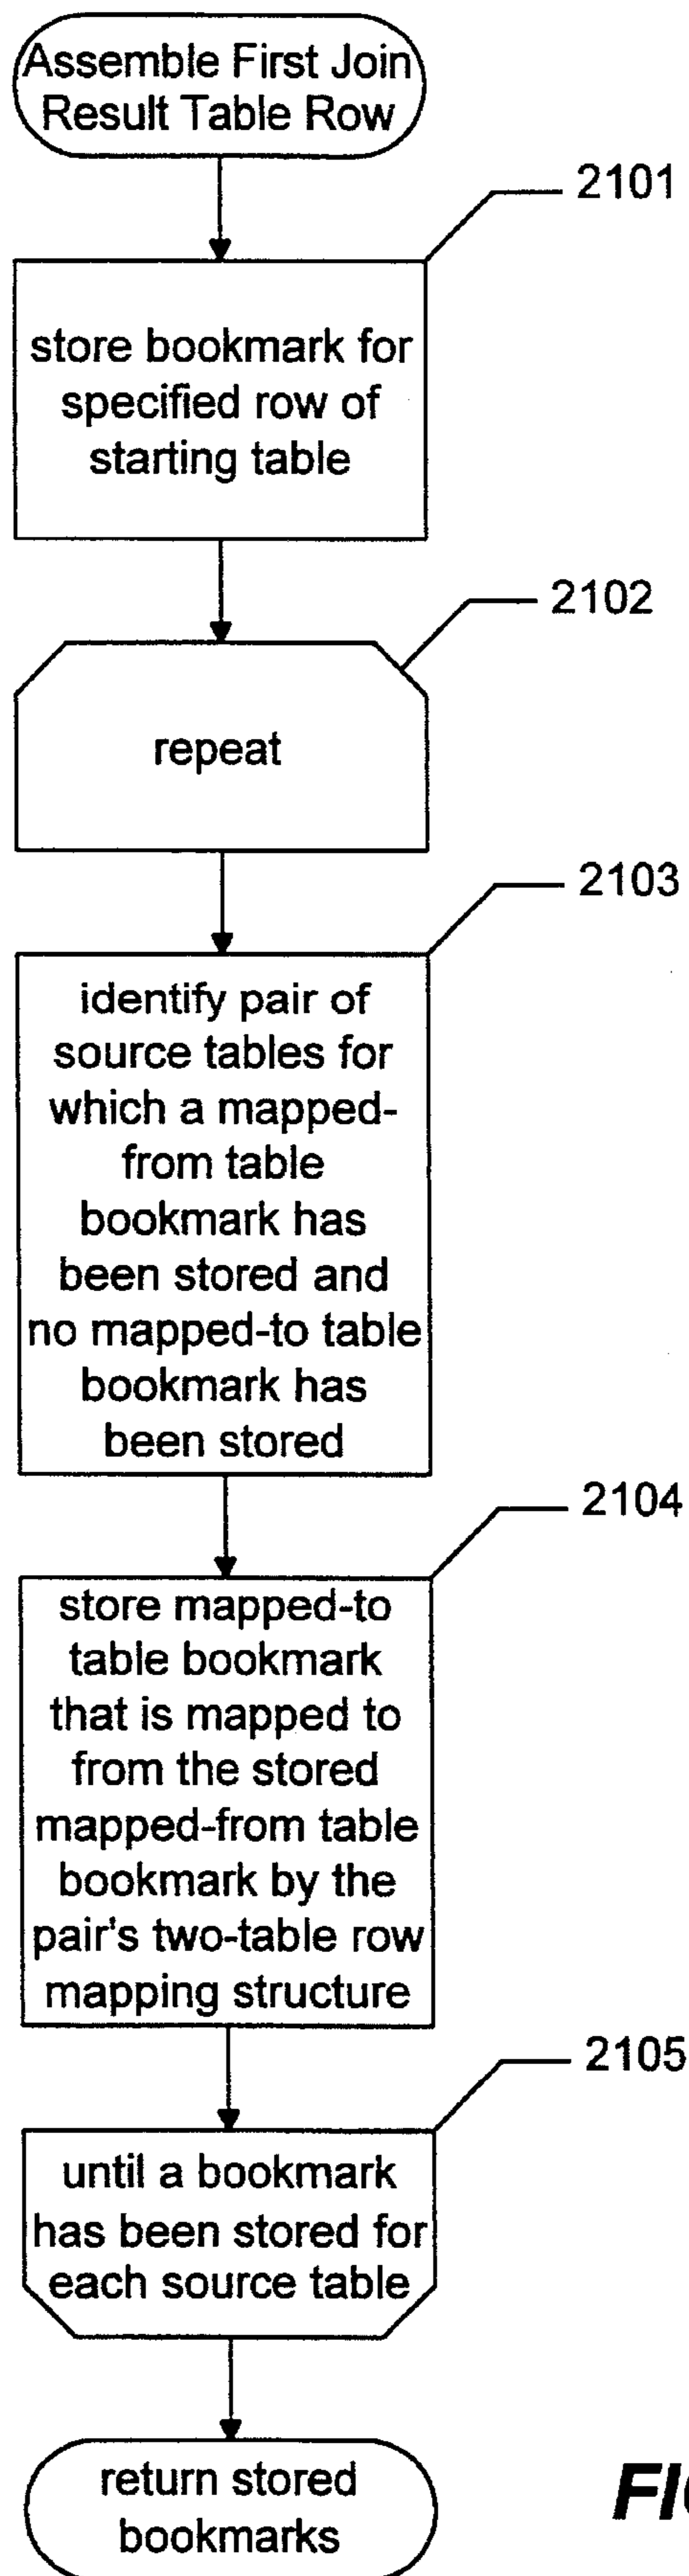 Assemble First Join
Result Table Row
2101
store bookmark for
specified row of
starting table
2102
repeat
2103
identify pair of
source tables for
which a mapped-
from table
bookmark has
been stored and
no mapped-to table
bookmark has
been stored
2104
store mapped-to
table bookmark
that is mapped to
from the stored
mapped-from table
bookmark by the
pair's two-table row
mapping structure
2105
until a bookmark
has been stored for
each source table
return stored
bookmarks